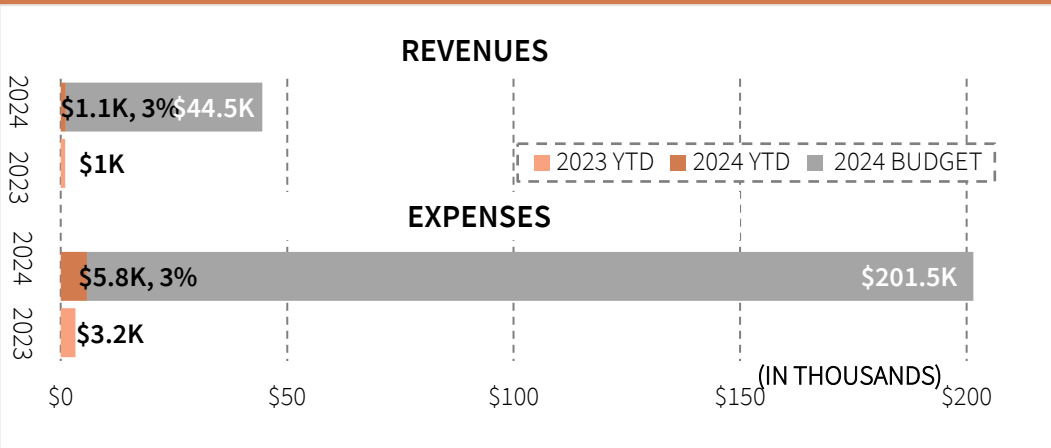 REVENUES
2024
$1.1K, 3%
$44.5K
2023
$1K
2023 YTD
2024 YTD
2024 BUDGET
EXPENSES
2024
$5.8K, 3%
$201.5K
2023
$3.2K
(IN THOUSANDS)
$0
$50
$100
$150
$200